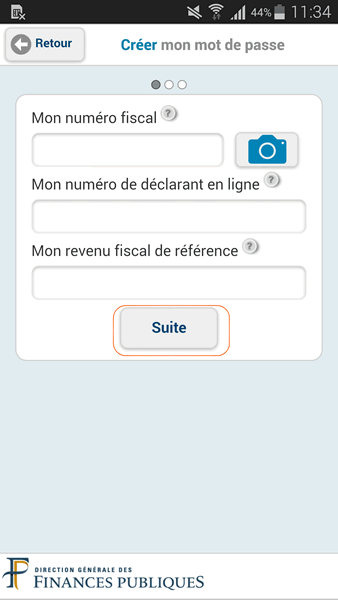 44% 11:34
Retour
Créer mon mot de passe
Mon numéro fiscal ?
Mon numéro de déclarant en ligne ?
Mon revenu fiscal de référence ?
Suite
DIRECTION GÉNÉRALE DES
FINANCES PUBLIQUES